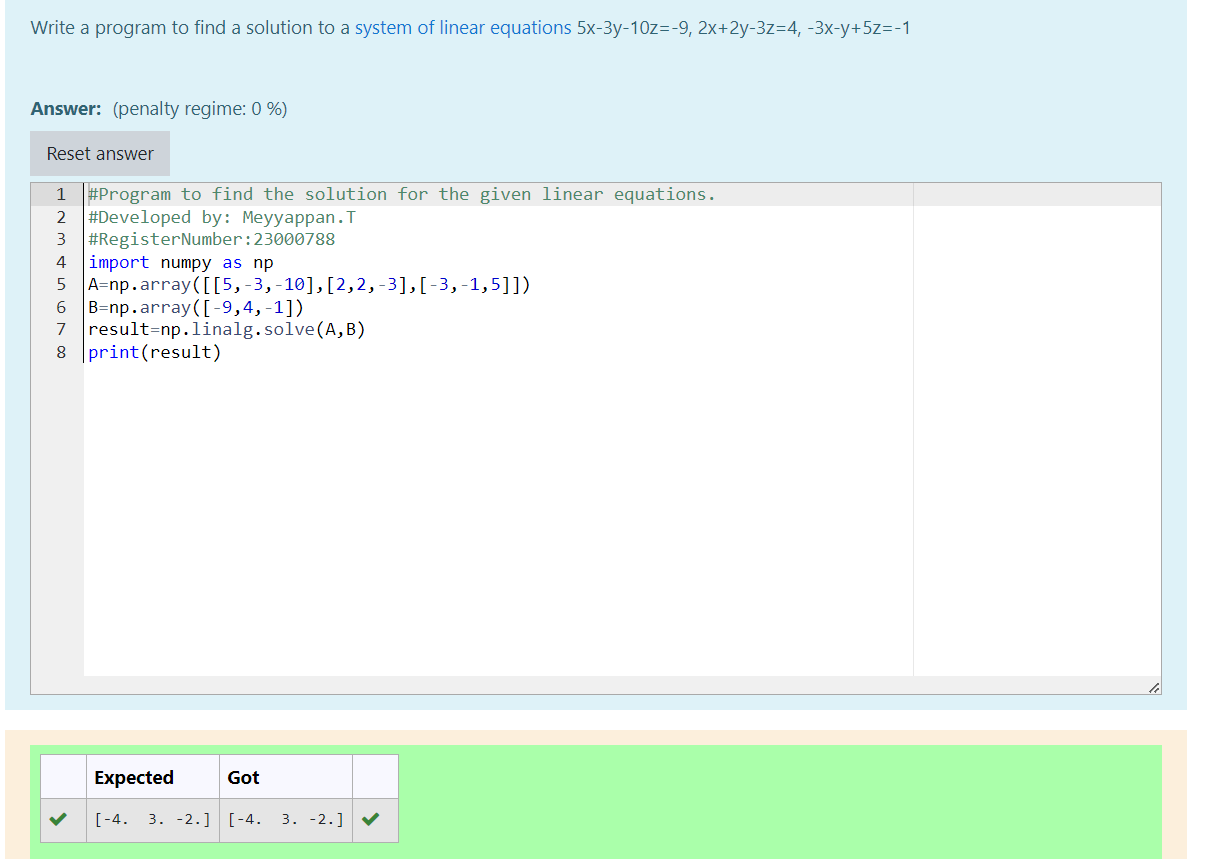 Write a program to find a solution to a system of linear equations 5x-3y-10z=-9, 2x+2y-3z=4, -3x-y+5z=-1
Answer: (penalty regime: 0 %)
Reset answer
1 #Program to find the solution for the given linear equations.
2 #Developed by: Meyyappan.T
3 #RegisterNumber:23000788
4 import numpy as np
5 A=np.array([[5,-3,-10],[2,2,-3],[-3,-1,5]])
6 B=np.array([-9,4,-1])
7 result=np.linalg.solve(A,B)
8 print(result)
Expected Got
[-4.  3. -2.] [-4.  3. -2.]